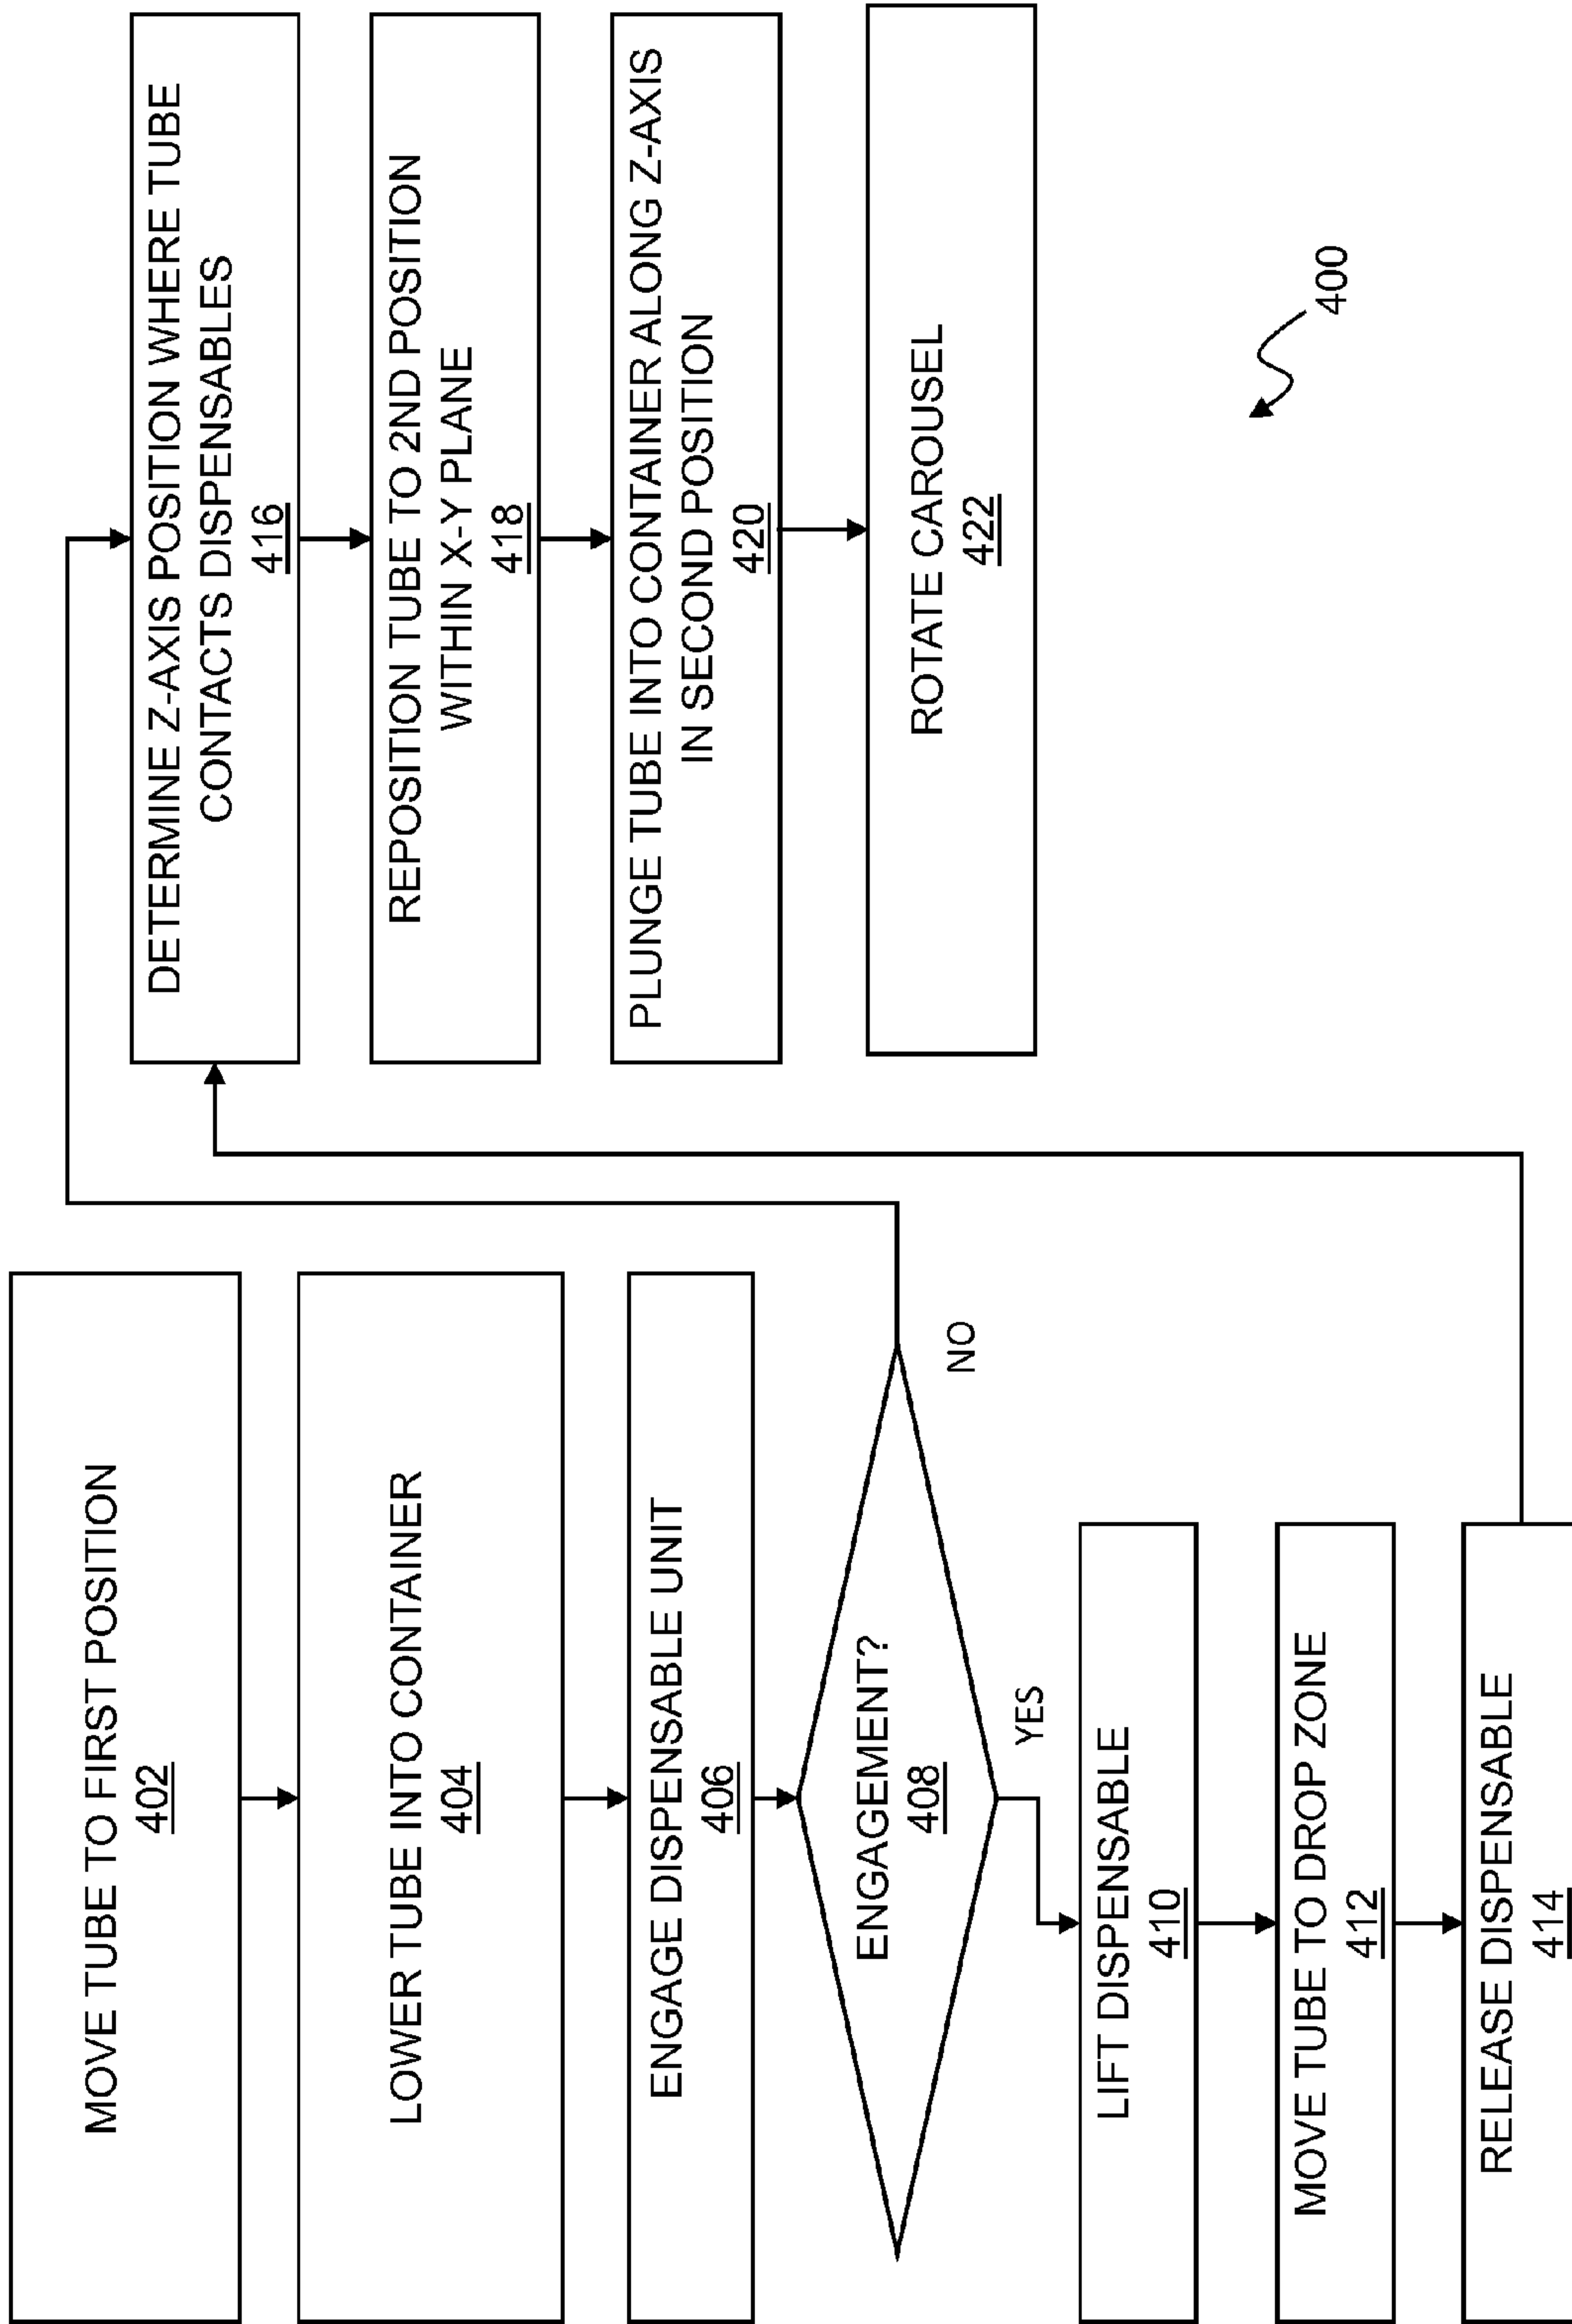 MOVE TUBE TO FIRST POSITION
402
LOWER TUBE INTO CONTAINER
404
ENGAGE DISPENSABLE UNIT
406
ENGAGEMENT?
408
NO
YES
LIFT DISPENSABLE
410
MOVE TUBE TO DROP ZONE
412
RELEASE DISPENSABLE
414
DETERMINE Z-AXIS POSITION WHERE TUBE
CONTACTS DISPENSABLES
416
REPOSITION TUBE TO 2ND POSITION
WITHIN X-Y PLANE
418
PLUNGE TUBE INTO CONTAINER ALONG Z-AXIS
IN SECOND POSITION
420
ROTATE CAROUSEL
422
400